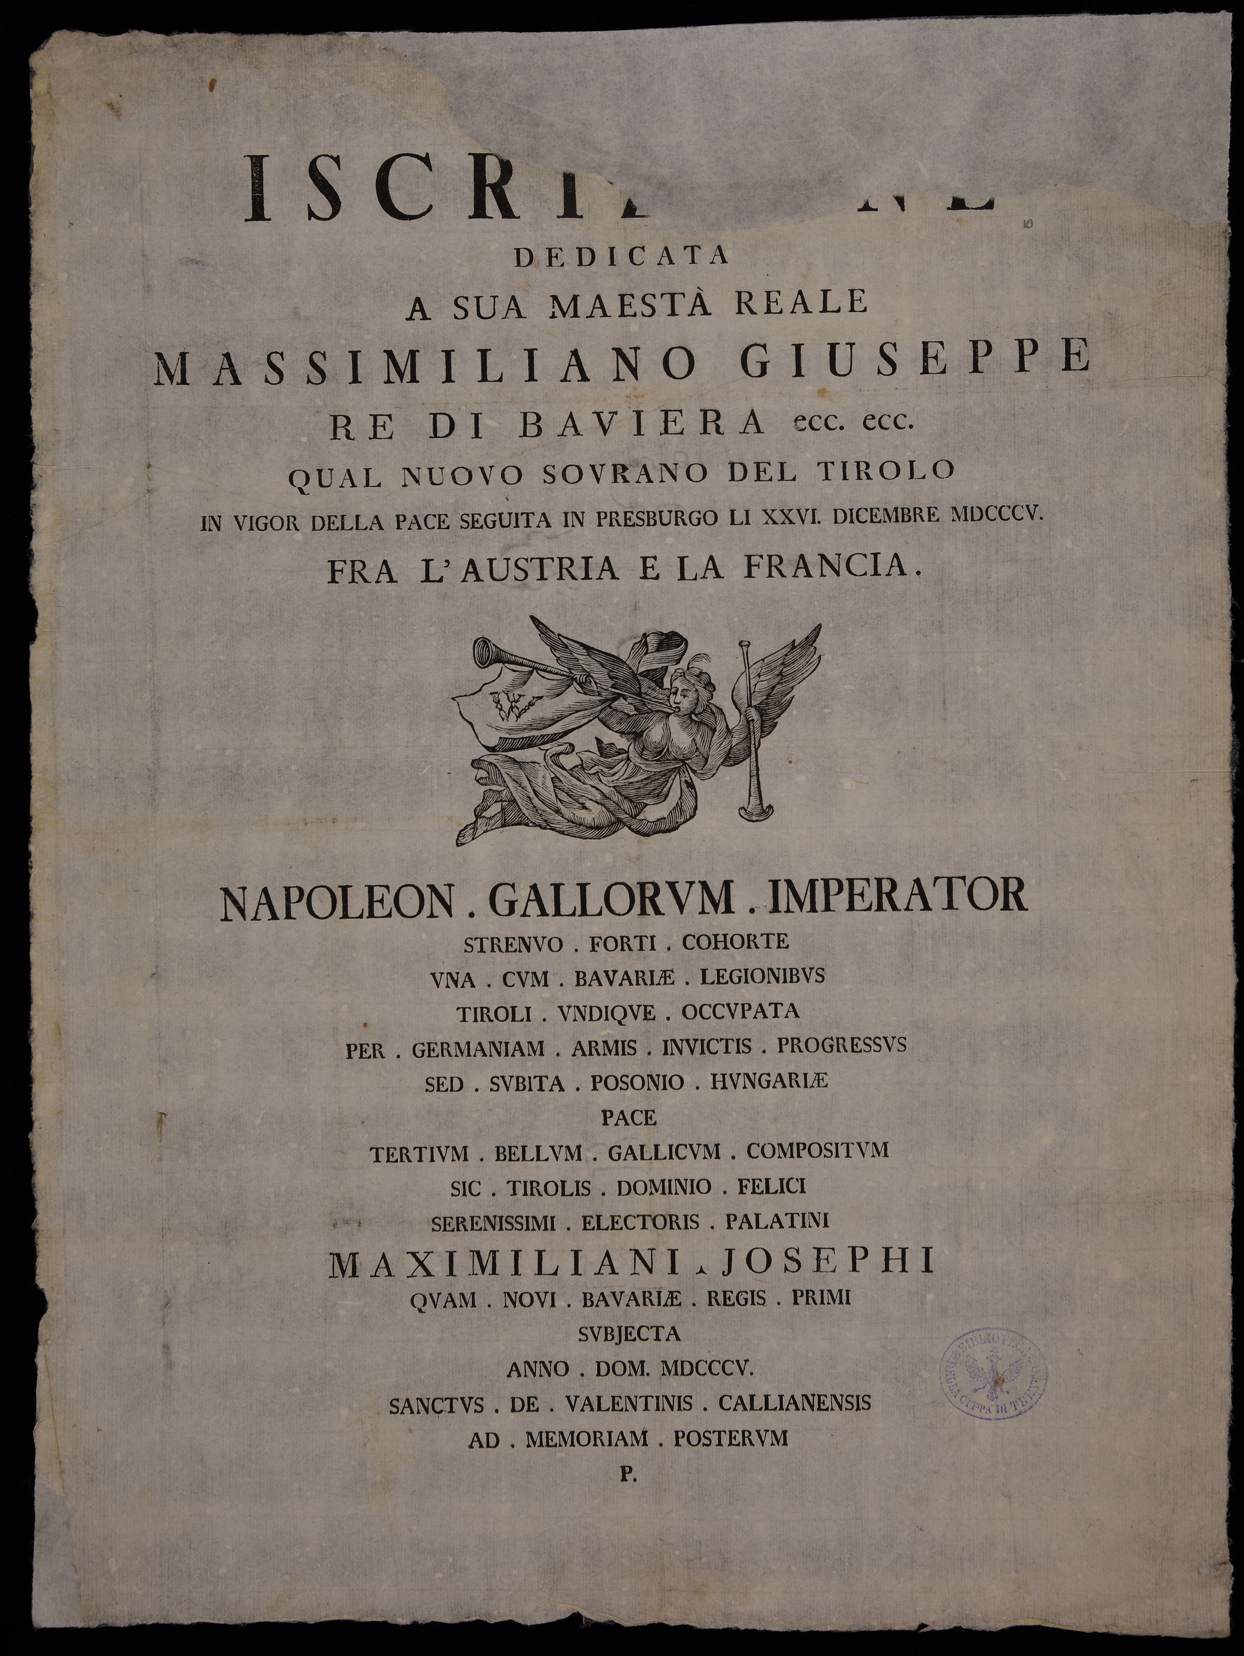 ISCRIZIONE
DEDICATA
A SUA MAESTÀ REALE
MASSIMILIANO GIUSEPPE
RE DI BAVIERA ecc. ecc.
QUAL NUOVO SOVRANO DEL TIROLO
IN VIGOR DELLA PACE SEGUITA IN PRESBURGO LI XXVI. DICEMBRE MDCCCV.
FRA L' AUSTRIA E LA FRANCIA.
NAPOLEON . GALLORVM . IMPERATOR
STRENVO . FORTI . COHORTE
VNA . CVM . BAVARIÆ . LEGIONIBVS
TIROLI . VNDIQVE . OCCVPATA
PER . GERMANIAM . ARMIS . INVICTIS . PROGRESSVS
SED . SVBITA . POSONIO . HVNGARIÆ
PACE
TERTIVM . BELLVM . GALLICVM . COMPOSITVM
SIC . TIROLIS . DOMINIO . FELICI
SERENISSIMI . ELECTORIS . PALATINI
MAXIMILIANI . JOSEPHI
QVAM . NOVI . BAVARIÆ . REGIS . PRIMI
SVBJECTA
ANNO . DOM. MDCCCV.
SANCTVS . DE . VALENTINIS . CALLIANENSIS
AD . MEMORIAM . POSTERVM
P.